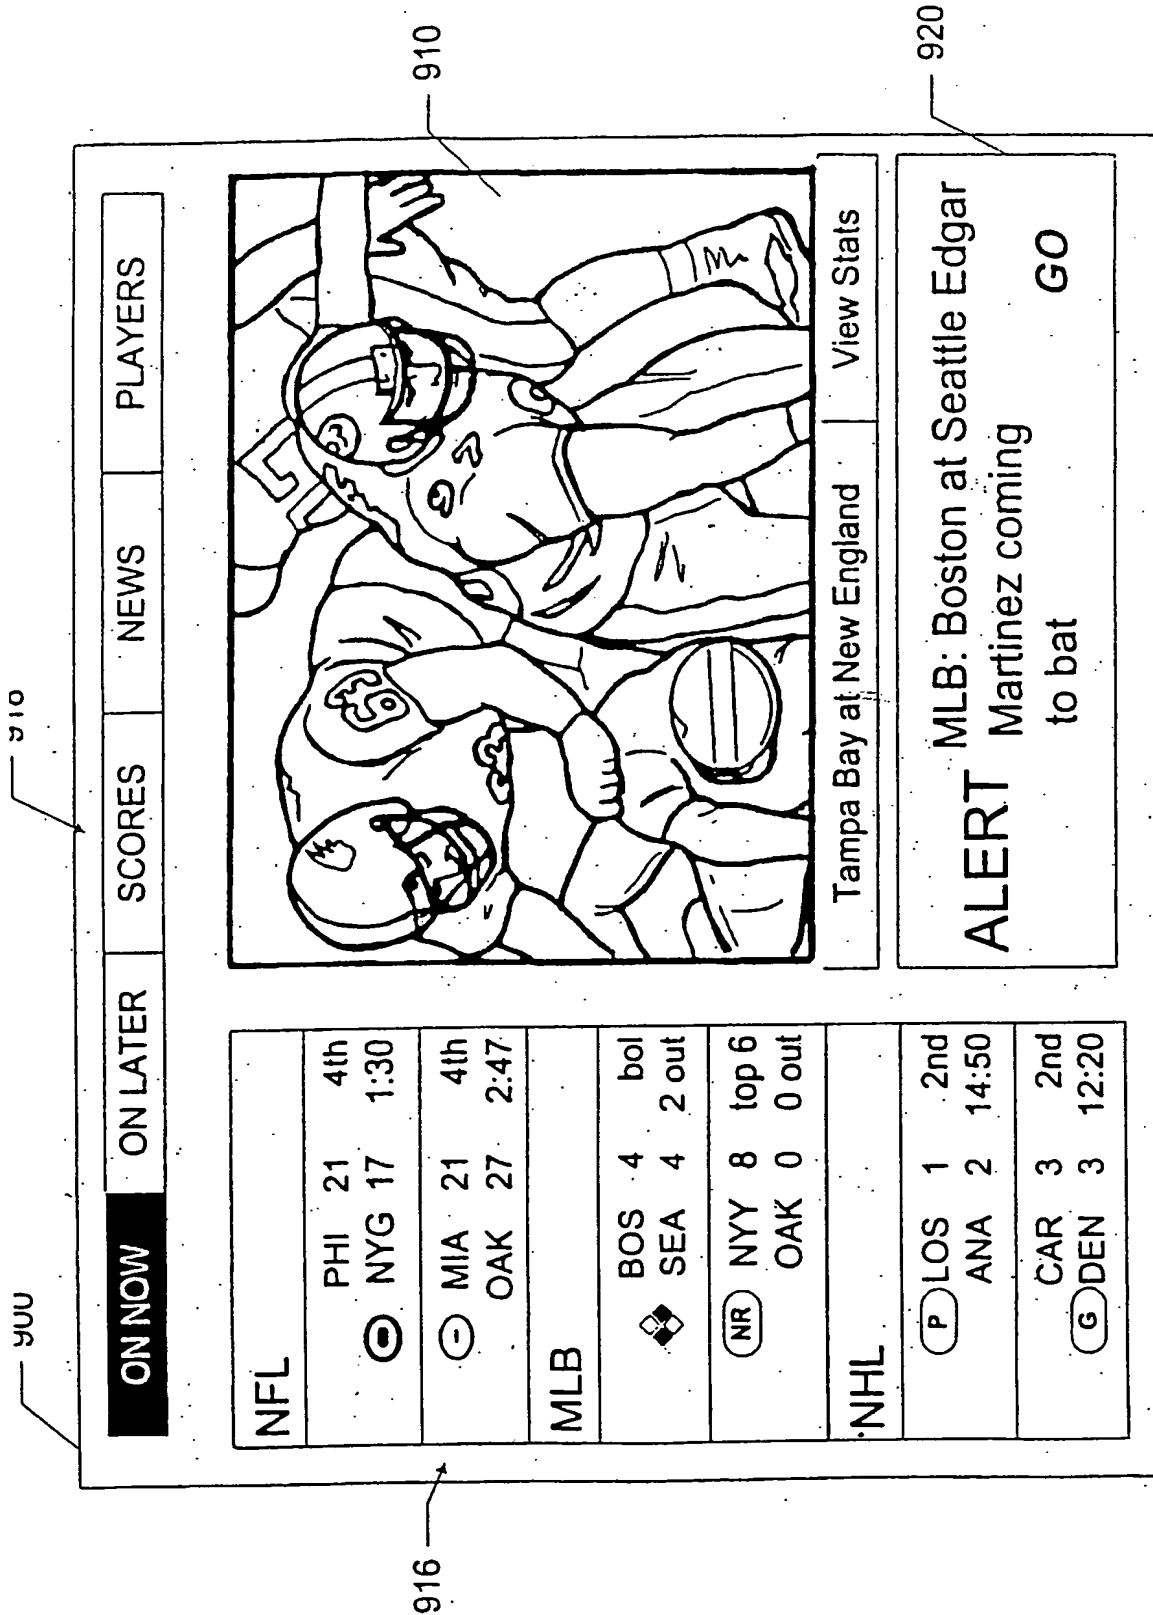 900
ON NOW ON LATER SCORES NEWS PLAYERS
910
916
NFL
PHI 21 4th
NYG 17 1:30
- MIA 21 4th
OAK 27 2:47
MLB
BOS 4 bol
SEA 4 2 out
NR NYY 8 top 6
OAK 0 0 out
NHL
P LOS 1 2nd
ANA 2 14:50
CAR 3 2nd
G DEN 3 12:20
Tampa Bay at New England View Stats
ALERT MLB: Boston at Seattle Edgar
Martinez coming
to bat GO
920